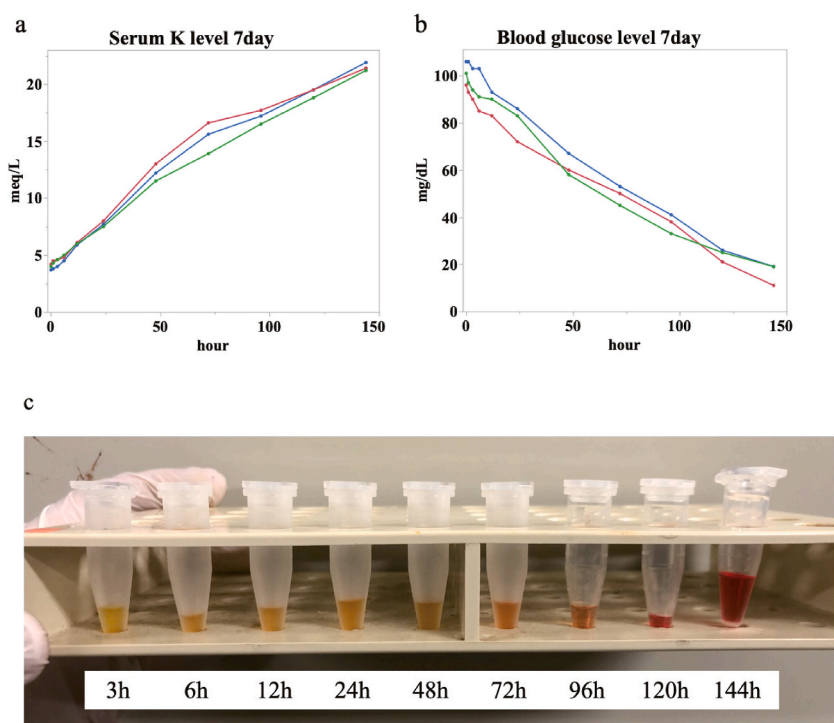 a
Serum K level 7day
20
15
10
5
0
meq/L
0 50 100 150
hour
b
Blood glucose level 7day
100
80
60
40
20
0
mg/dL
0 50 100 150
hour
c
3h 6h 12h 24h 48h 72h 96h 120h 144h